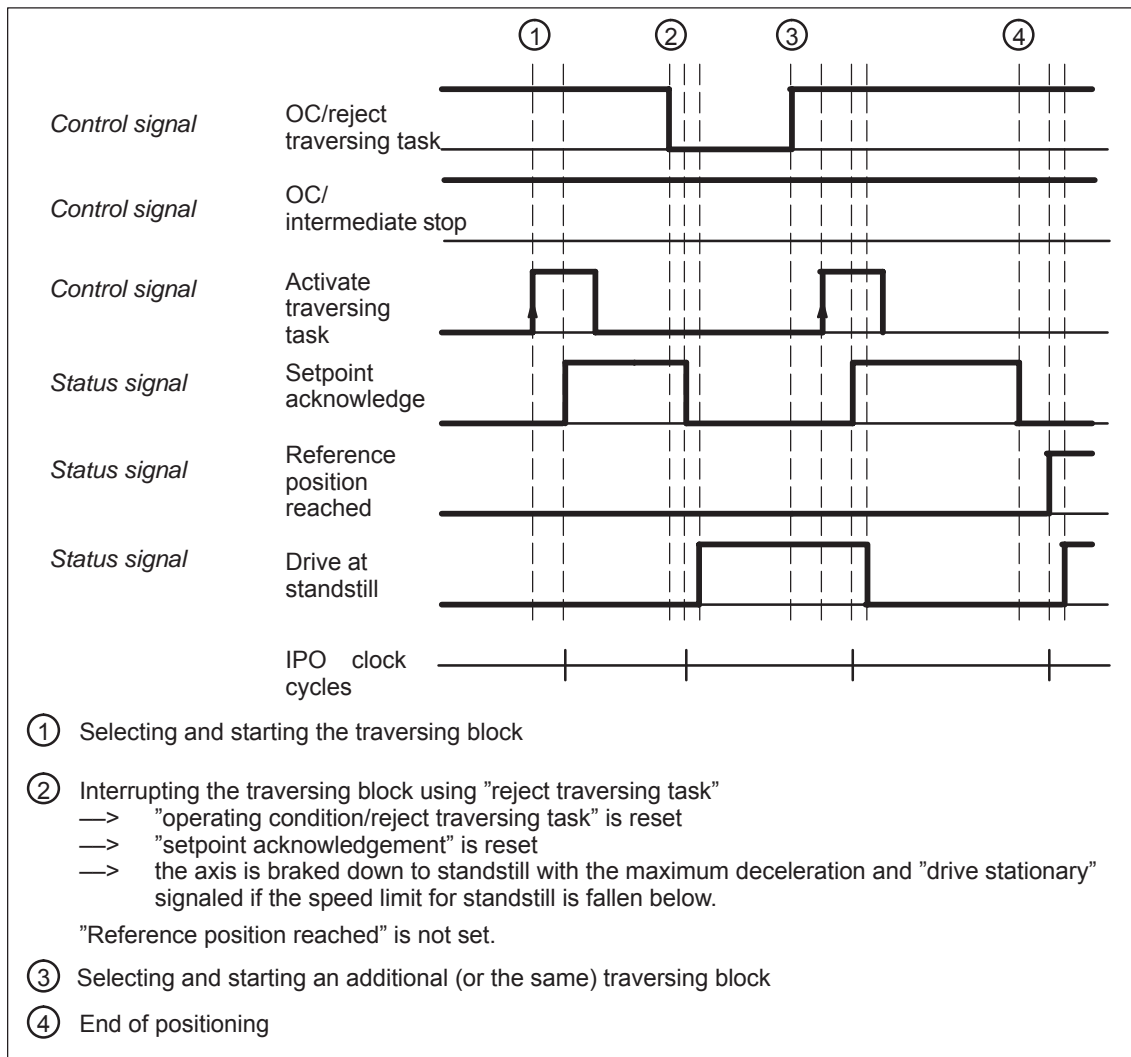 1 2 3 4
Control signal OC/reject
traversing task
Control signal OC/
intermediate stop
Control signal Activate
traversing
task
Status signal Setpoint
acknowledge
Status signal Reference
position
reached
Status signal Drive at
standstill
IPO clock
cycles
1 Selecting and starting the traversing block
2 Interrupting the traversing block using ”reject traversing task”
—> ”operating condition/reject traversing task” is reset
—> ”setpoint acknowledgement” is reset
—> the axis is braked down to standstill with the maximum deceleration and ”drive stationary”
signaled if the speed limit for standstill is fallen below.
”Reference position reached” is not set.
3 Selecting and starting an additional (or the same) traversing block
4 End of positioning